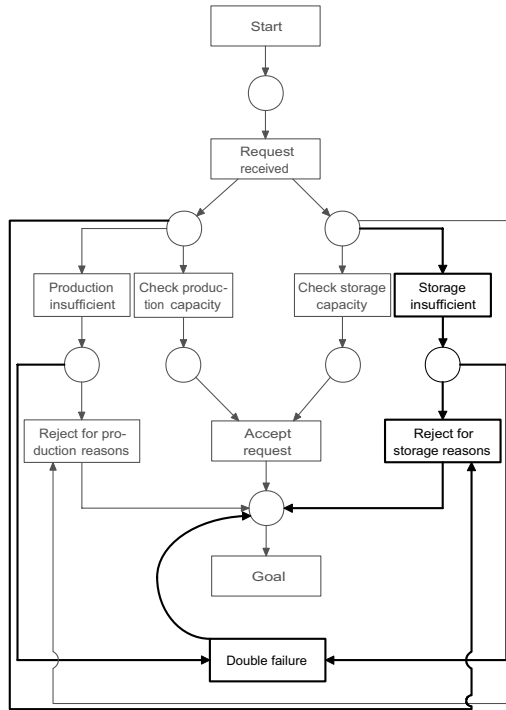 Start
Request
received
Production
insufficient
Check produc-
tion capacity
Check storage
capacity
Storage
insufficient
Reject for pro-
duction reasons
Accept
request
Reject for
storage reasons
Goal
Double failure